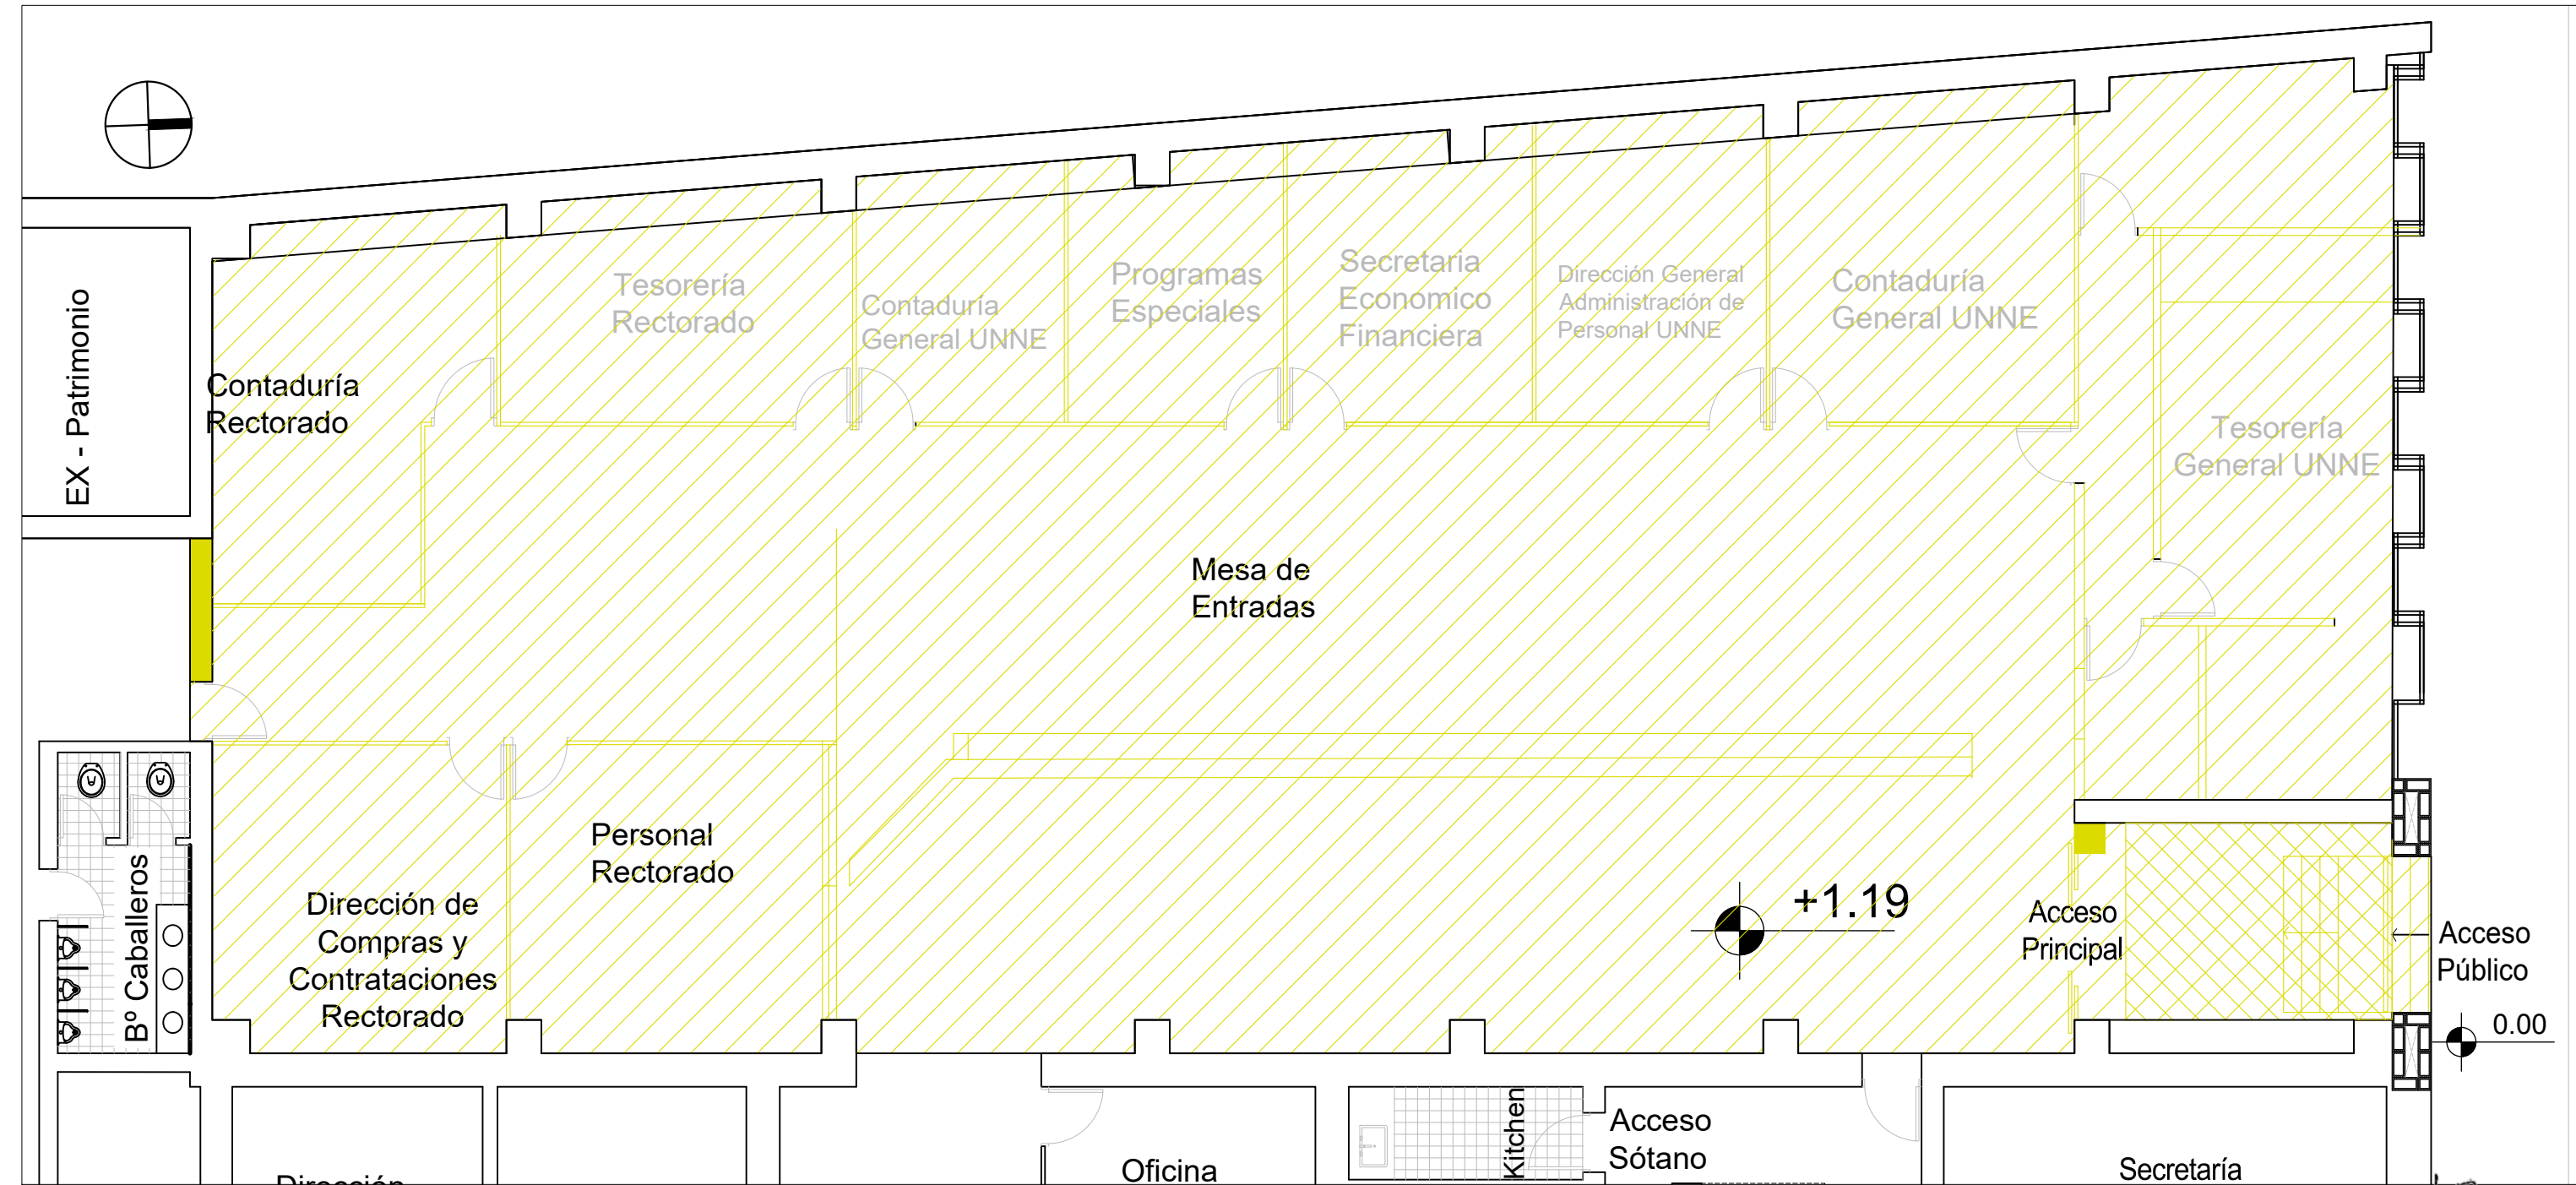 EX - Patrimonio
Contaduría
Rectorado
Tesorería
Rectorado
Contaduría
General UNNE
Programas
Especiales
Secretaria
Economico
Financiera
Dirección General
Administración de
Personal UNNE
Contaduría
General UNNE
Tesorería
General UNNE
Mesa de
Entradas
Personal
Rectorado
Dirección de
Compras y
Contrataciones
Rectorado
Bº Caballeros
+1.19
Acceso
Principal
Acceso
Público
0.00
Dirección
Oficina
Kitchen
Acceso
Sótano
Secretaría